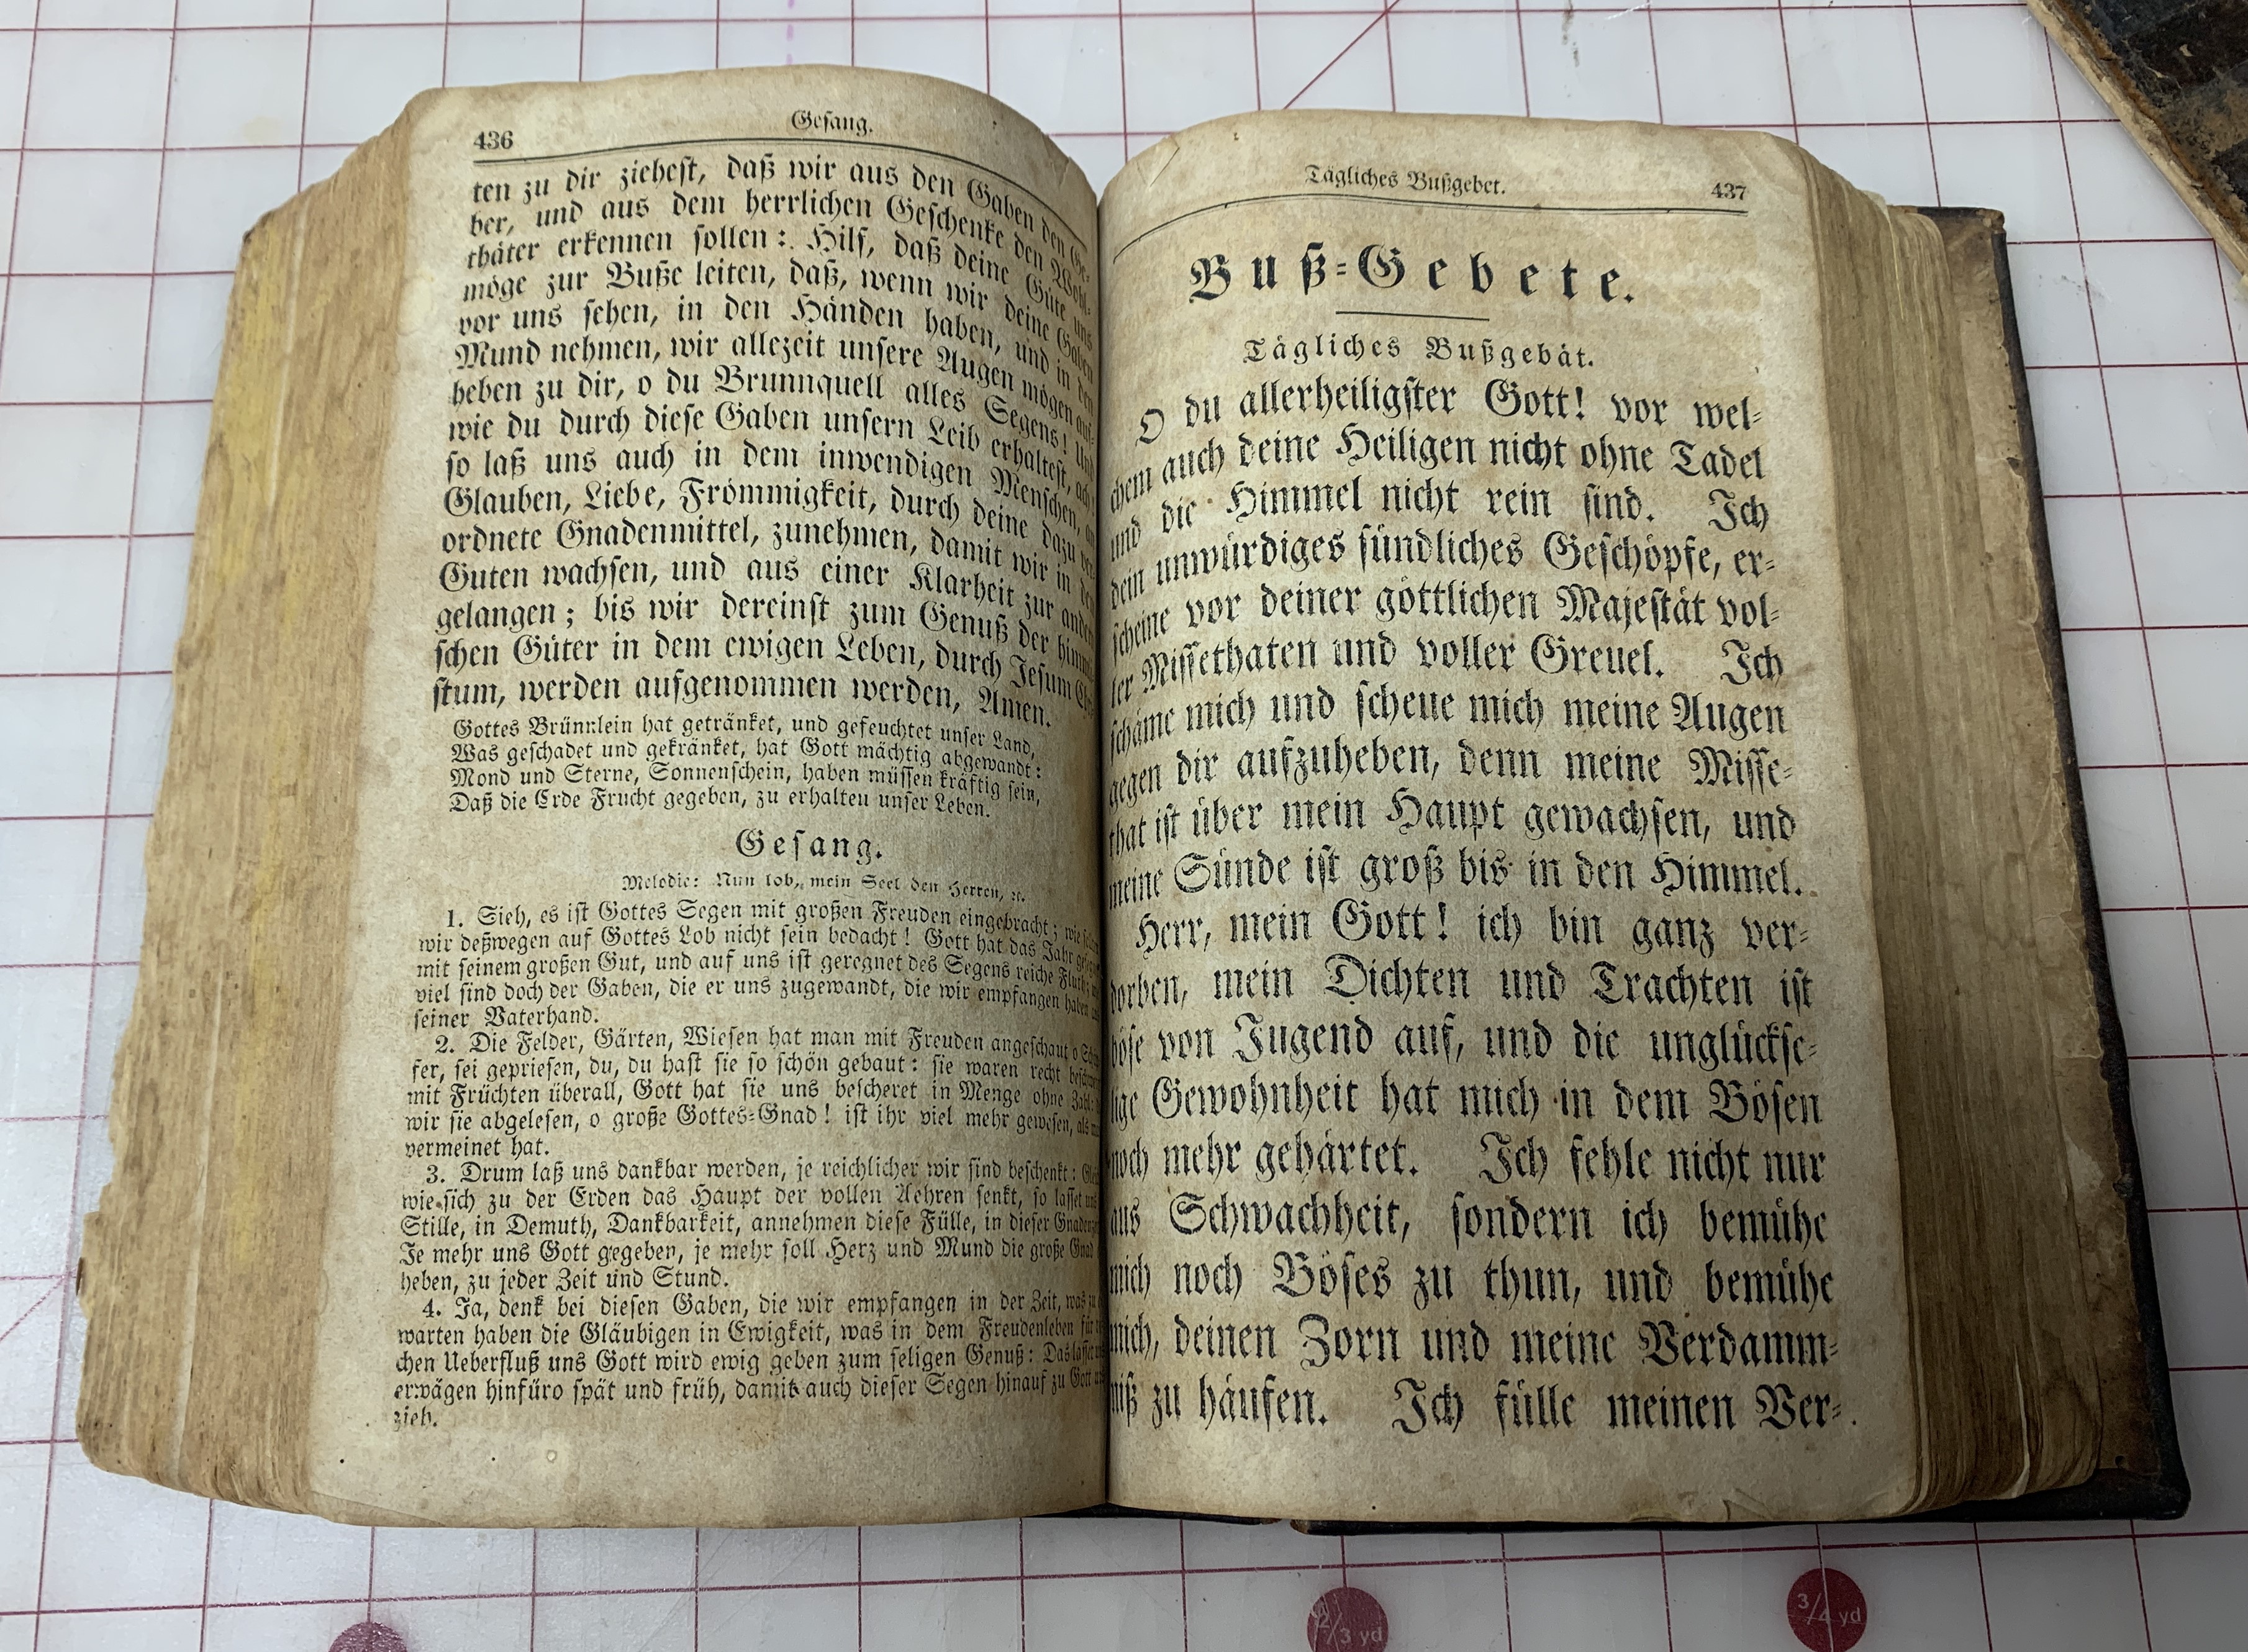 436
Gesang.
ten zu dir ziehest, daß wir aus den Gaben den Ge-
ber, und aus dem herrlichen Geschenke den Wohl-
thäter erkennen sollen: Hilf, daß deine Güte uns
möge zur Buße leiten, daß, wenn wir deine Gaben
vor uns sehen, in den Händen haben, und in den
Mund nehmen, wir allezeit unsere Augen mögen auf-
heben zu dir, o du Brunnquell alles Segens! Und
wie du durch diese Gaben unsern Leib erhaltest, ach!
so laß uns auch in dem inwendigen Menschen, an
Glauben, Liebe, Frömmigkeit, durch deine dazu ver-
ordnete Gnadenmittel, zunehmen, damit wir in dem
Guten wachsen, und aus einer Klarheit zur andern
gelangen; bis wir dereinst zum Genuß der himmli-
schen Güter in dem ewigen Leben, durch Jesum Chri-
stum, werden aufgenommen werden, Amen.
Gottes Brünnlein hat getränket, und gefeuchtet unser Land,
Was geschadet und gekränket, hat Gott mächtig abgewandt:
Mond und Sterne, Sonnenschein, haben müssen kräftig sein,
Daß die Erde Frucht gegeben, zu erhalten unser Leben.
Gesang.
Melodie: Nun lob, mein Seel den Herren, ꝛc.
1. Sieh, es ist Gottes Segen mit großen Freuden eingebracht; wie
wir deßwegen auf Gottes Lob nicht sein bedacht! Gott hat das Jahr
mit seinem großen Gut, und auf uns ist geregnet des Segens reiche Fluth;
viel sind doch der Gaben, die er uns zugewandt, die wir empfangen haben
seiner Vaterhand.
2. Die Felder, Gärten, Wiesen hat man mit Freuden angeschaut o
fer, sei gepriesen, du, du hast sie so schön gebaut: sie waren recht
mit Früchten überall, Gott hat sie uns bescheret in Menge ohne Zahl:
wir sie abgelesen, o große Gottes-Gnad! ist ihr viel mehr gewesen, als
vermeinet hat.
3. Drum laß uns dankbar werden, je reichlicher wir sind beschenkt:
wie sich zu der Erden das Haupt der vollen Aehren senkt, so lasset
Stille, in Demuth, Dankbarkeit, annehmen diese Fülle, in dieser
Je mehr uns Gott gegeben, je mehr soll Herz und Mund die große Gnad
heben, zu jeder Zeit und Stund.
4. Ja, denk bei diesen Gaben, die wir empfangen in der Zeit, was
warten haben die Gläubigen in Ewigkeit, was in dem Freudenleben für
chen Ueberfluß uns Gott wird ewig geben zum seligen Genuß: Das lasset
erwägen hinfüro spät und früh, damit auch dieser Segen hinauf zu Gott
zieh.
Tägliches Bußgebet.
437
Buß-Gebete.
Tägliches Bußgebät.
O du allerheiligster Gott! vor wel-
chem auch deine Heiligen nicht ohne Tadel
und die Himmel nicht rein sind. Ich
dein unwürdiges sündliches Geschöpfe, er-
scheine vor deiner göttlichen Majestät vol-
ler Missethaten und voller Greuel. Ich
schäme mich und scheue mich meine Augen
gegen dir aufzuheben, denn meine Misse-
that ist über mein Haupt gewachsen, und
meine Sünde ist groß bis in den Himmel.
Herr, mein Gott! ich bin ganz ver-
dorben, mein Dichten und Trachten ist
böse von Jugend auf, und die unglückse-
lige Gewohnheit hat mich in dem Bösen
noch mehr gehärtet. Ich fehle nicht nur
aus Schwachheit, sondern ich bemühe
mich noch Böses zu thun, und bemühe
mich, deinen Zorn und meine Verdamm-
niß zu häufen. Ich fülle meinen Ver-
2/3 yd
3/4 yd